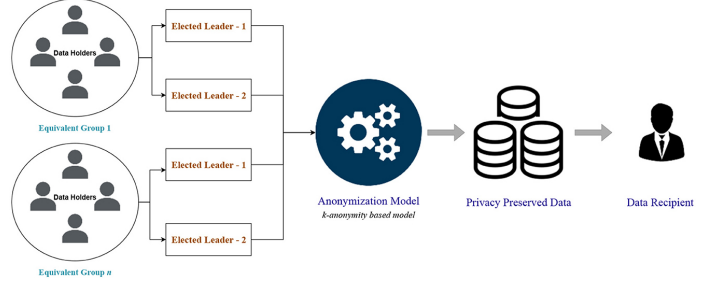 Data Holders
Equivalent Group 1
Elected Leader - 1
Elected Leader - 2
Data Holders
Equivalent Group n
Elected Leader - 1
Elected Leader - 2
Anonymization Model
k-anonymity based model
Privacy Preserved Data
Data Recipient